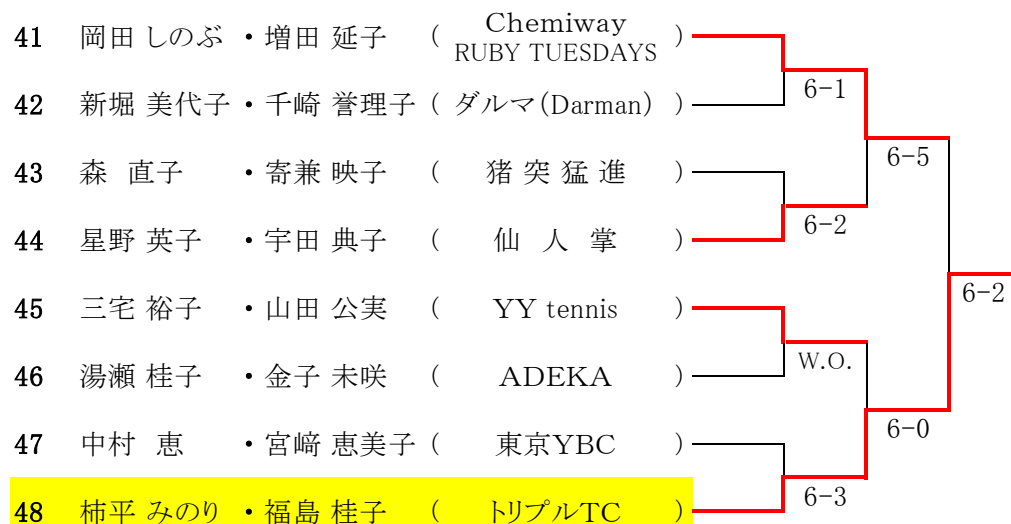 41 岡田 しのぶ ・ 増田 延子 ( Chemiway RUBY TUESDAYS )
42 新堀 美代子 ・ 千崎 誉理子 ( ダルマ(Darman) )
6-1
43 森 直子 ・ 寄兼 映子 ( 猪突猛進 )
6-5
44 星野 英子 ・ 宇田 典子 ( 仙人掌 )
6-2
45 三宅 裕子 ・ 山田 公実 ( YY tennis )
6-2
46 湯瀬 桂子 ・ 金子 未咲 ( ADEKA )
W.O.
47 中村 恵 ・ 宮﨑 恵美子 ( 東京YBC )
6-0
48 柿平 みのり ・ 福島 桂子 ( トリプルTC )
6-3